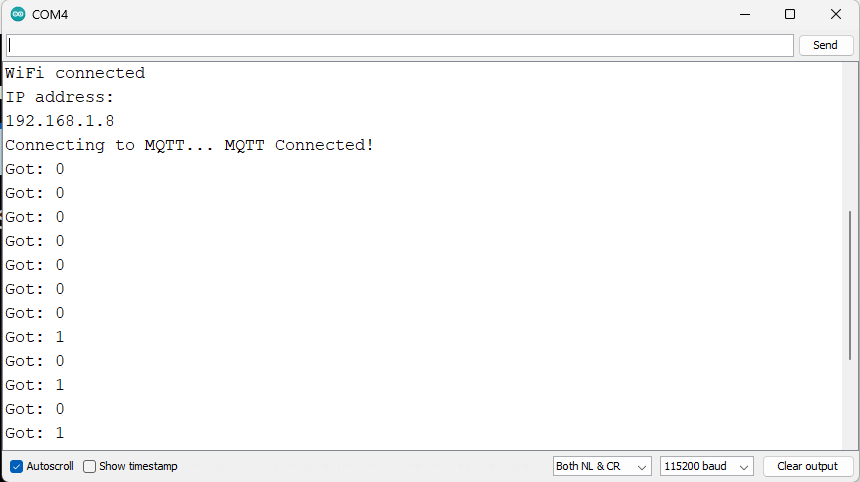 COM4
Send
WiFi connected
IP address:
192.168.1.8
Connecting to MQTT... MQTT Connected!
Got: 0
Got: 0
Got: 0
Got: 0
Got: 0
Got: 0
Got: 0
Got: 1
Got: 0
Got: 1
Got: 0
Got: 1
Autoscroll Show timestamp Both NL & CR 115200 baud Clear output